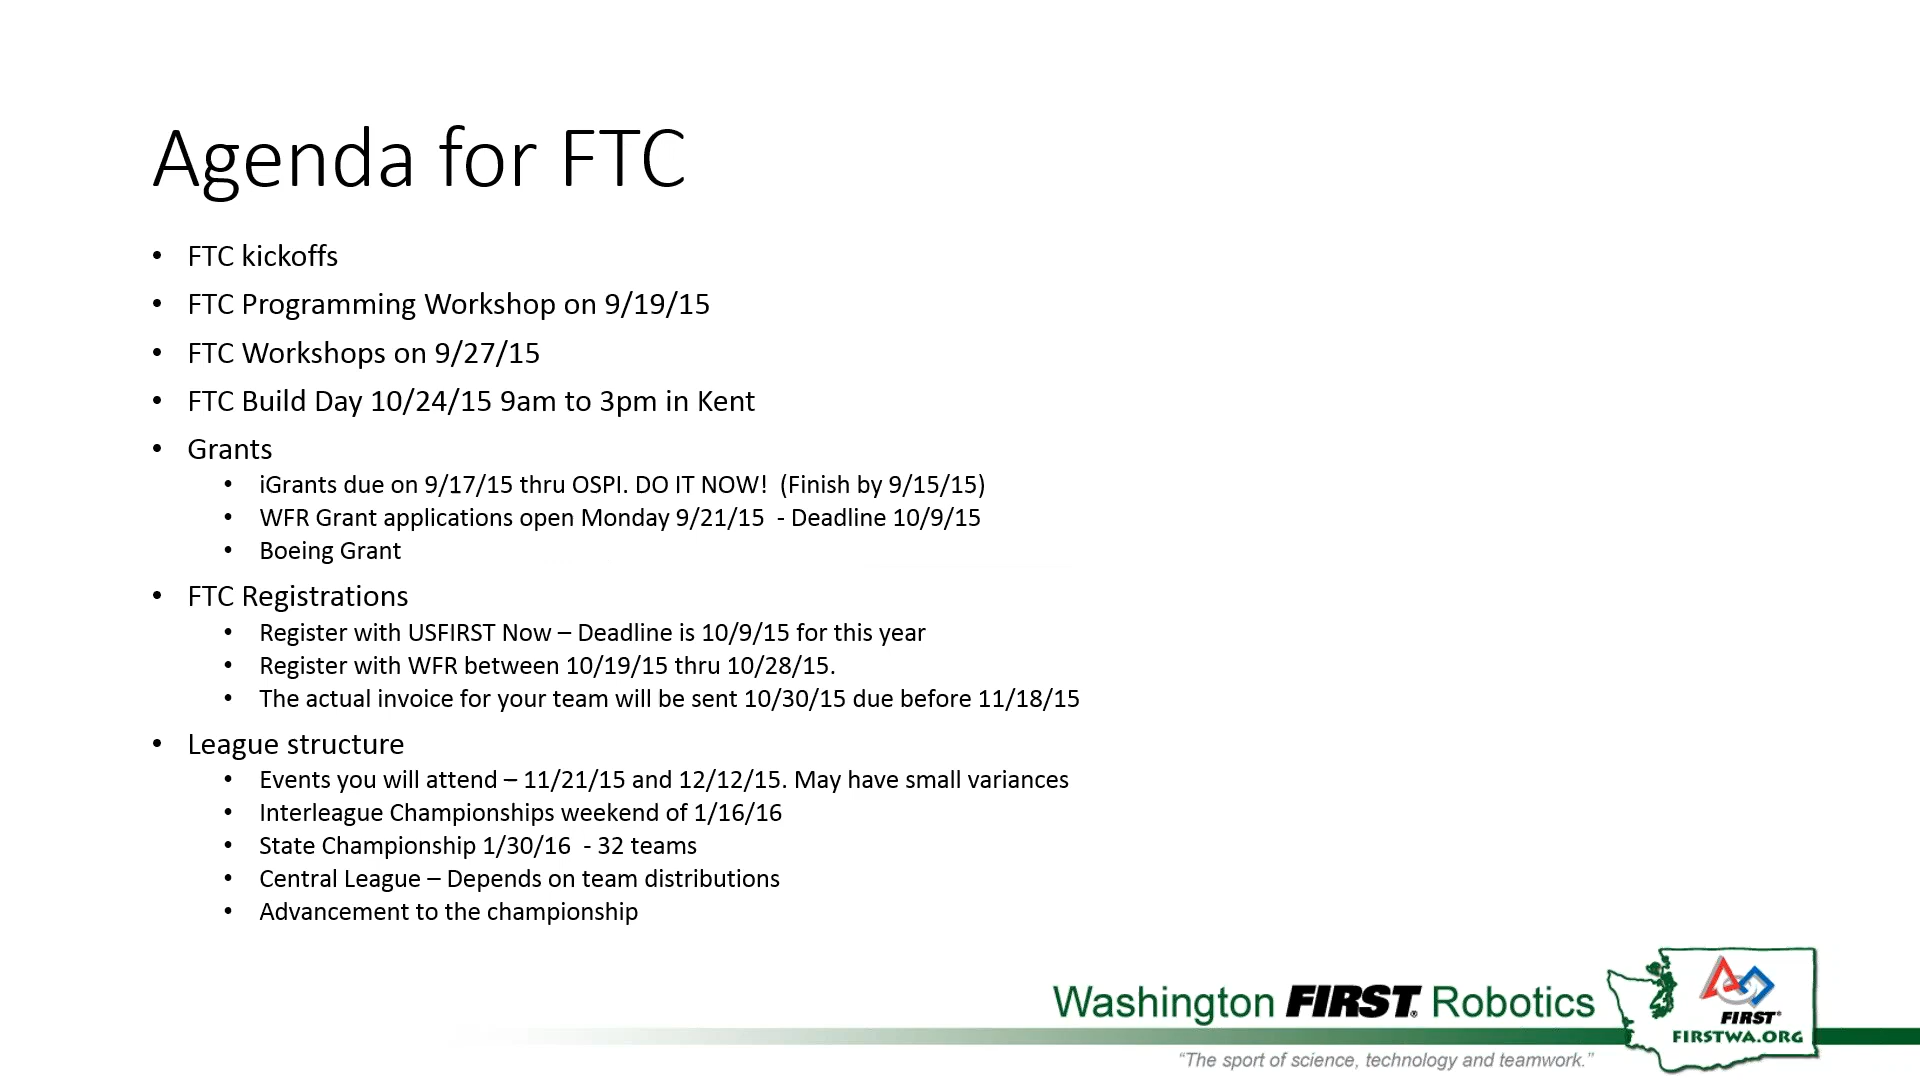 Agenda for FTC
• FTC kickoffs
• FTC Programming Workshop on 9/19/15
• FTC Workshops on 9/27/15
• FTC Build Day 10/24/15 9am to 3pm in Kent
• Grants
• iGrants due on 9/17/15 thru OSPI. DO IT NOW!  (Finish by 9/15/15)
• WFR Grant applications open Monday 9/21/15  - Deadline 10/9/15
• Boeing Grant
• FTC Registrations
• Register with USFIRST Now – Deadline is 10/9/15 for this year
• Register with WFR between 10/19/15 thru 10/28/15.
• The actual invoice for your team will be sent 10/30/15 due before 11/18/15
• League structure
• Events you will attend – 11/21/15 and 12/12/15. May have small variances
• Interleague Championships weekend of 1/16/16
• State Championship 1/30/16  - 32 teams
• Central League – Depends on team distributions
• Advancement to the championship
Washington FIRST® Robotics
"The sport of science, technology and teamwork."
FIRST®
FIRSTWA.ORG